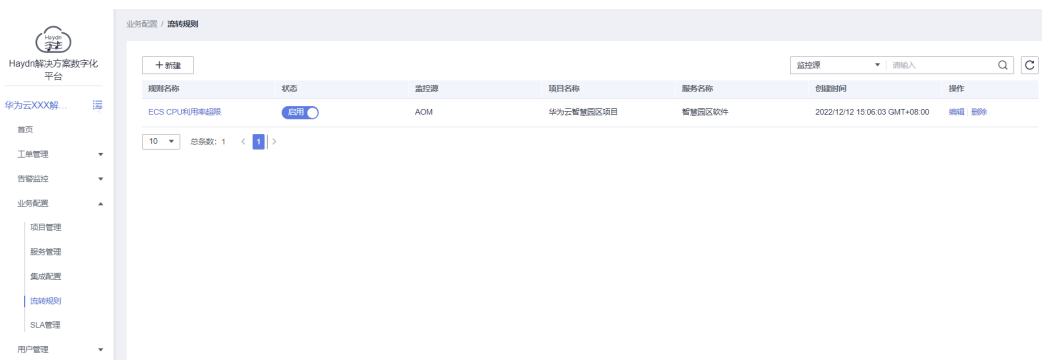 业务配置 / 流转规则
Haydn
Haydn解决方案数字化
平台
华为云XXX解...
首页
工单管理
告警监控
业务配置
项目管理
服务管理
集成配置
流转规则
SLA管理
用户管理
+ 新建
监控源 请输入
规则名称 状态 监控源 项目名称 服务名称 创建时间 操作
ECS CPU利用率超限 启用 AOM 华为云智慧园区项目 智慧园区软件 2022/12/12 15:06:03 GMT+08:00 编辑 删除
10 总条数: 1 < 1 >